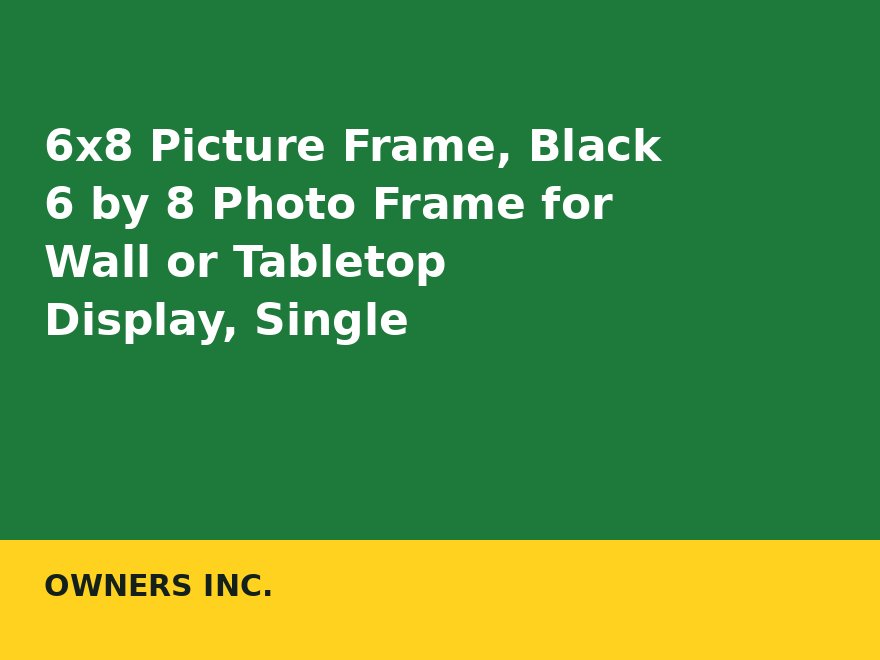 6x8 Picture Frame, Black
6 by 8 Photo Frame for
Wall or Tabletop
Display, Single
OWNERS INC.